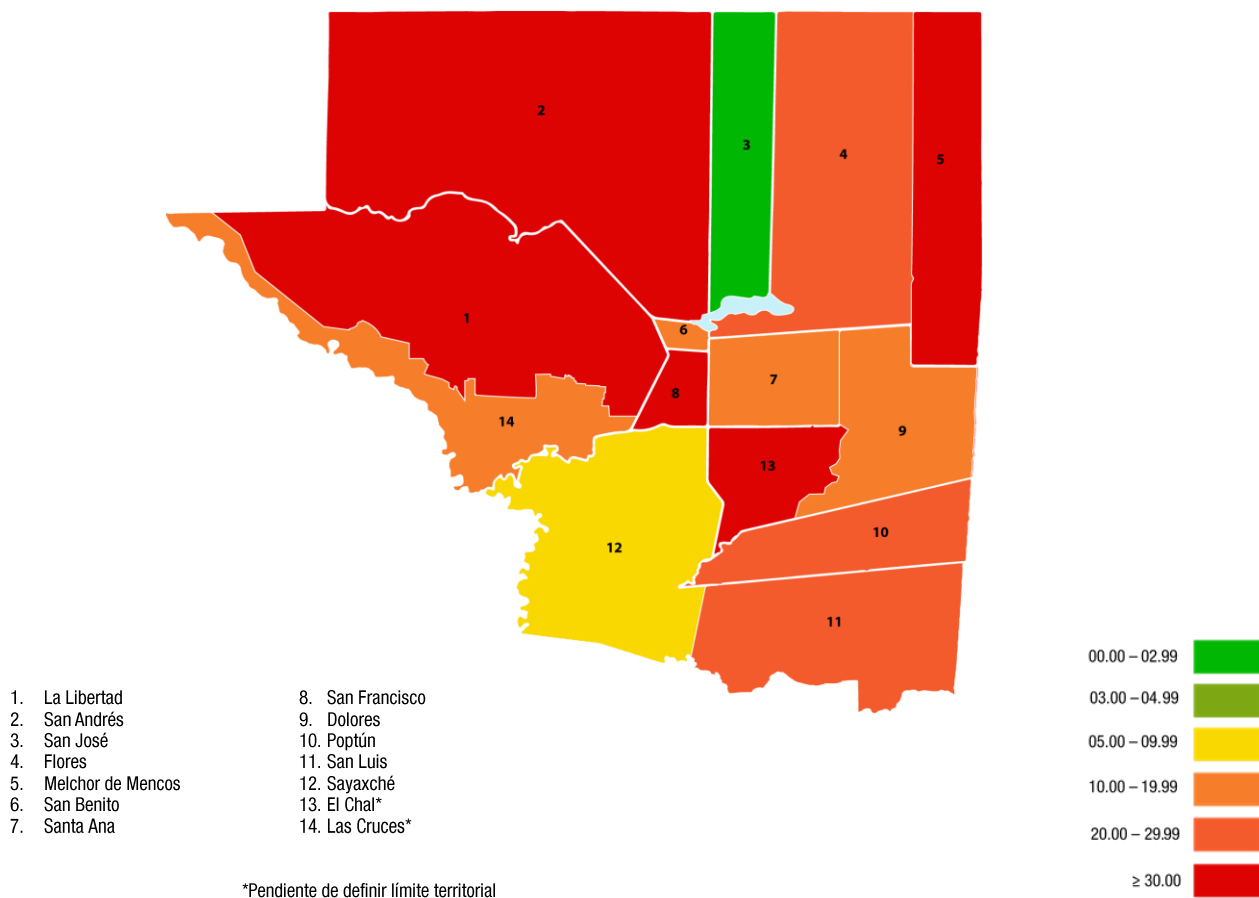 2
3
4
5
1
6
7
8
14
9
13
10
12
11
00.00 – 02.99
03.00 – 04.99
05.00 – 09.99
10.00 – 19.99
20.00 – 29.99
≥ 30.00
1. La Libertad
2. San Andrés
3. San José
4. Flores
5. Melchor de Mencos
6. San Benito
7. Santa Ana
8. San Francisco
9. Dolores
10. Poptún
11. San Luis
12. Sayaxché
13. El Chal*
14. Las Cruces*
*Pendiente de definir límite territorial